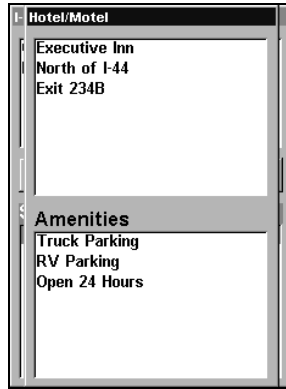 Hotel/Motel
Executive Inn
North of I-44
Exit 234B
Amenities
Truck Parking
RV Parking
Open 24 Hours